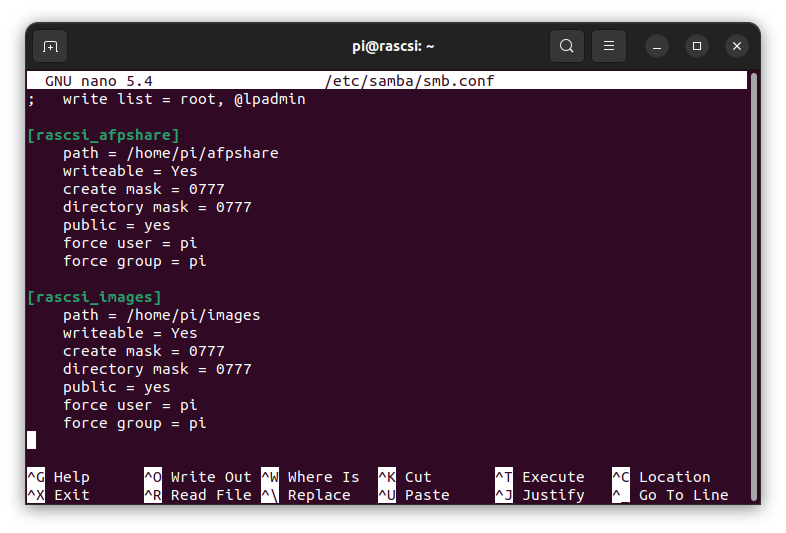 pi@rascsi: ~
GNU nano 5.4 /etc/samba/smb.conf
;   write list = root, @lpadmin
[rascsi_afpshare]
    path = /home/pi/afpshare
    writeable = Yes
    create mask = 0777
    directory mask = 0777
    public = yes
    force user = pi
    force group = pi
[rascsi_images]
    path = /home/pi/images
    writeable = Yes
    create mask = 0777
    directory mask = 0777
    public = yes
    force user = pi
    force group = pi
^G Help ^O Write Out ^W Where Is ^K Cut ^T Execute ^C Location
^X Exit ^R Read File ^\ Replace ^U Paste ^J Justify ^_ Go To Line